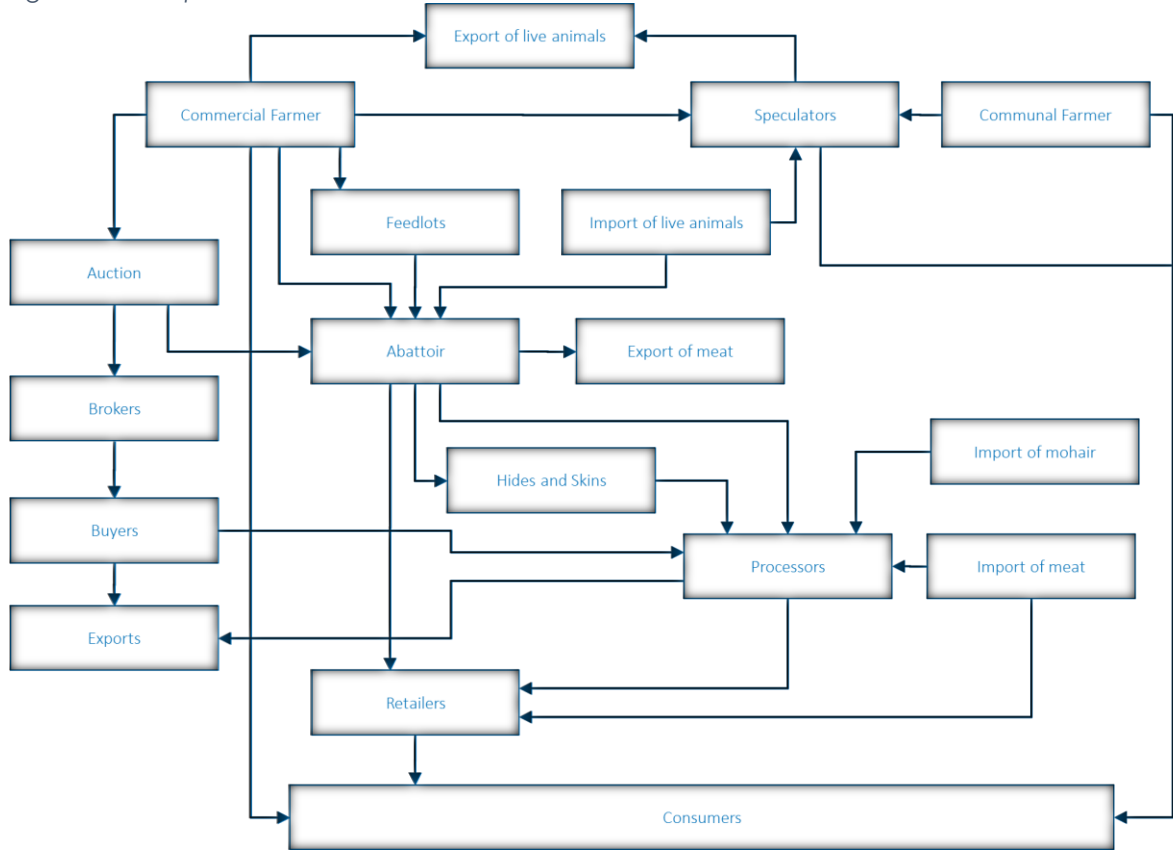 Export of live animals
Commercial Farmer
Speculators
Communal Farmer
Feedlots
Import of live animals
Auction
Abattoir
Export of meat
Brokers
Import of mohair
Hides and Skins
Buyers
Processors
Import of meat
Exports
Retailers
Consumers